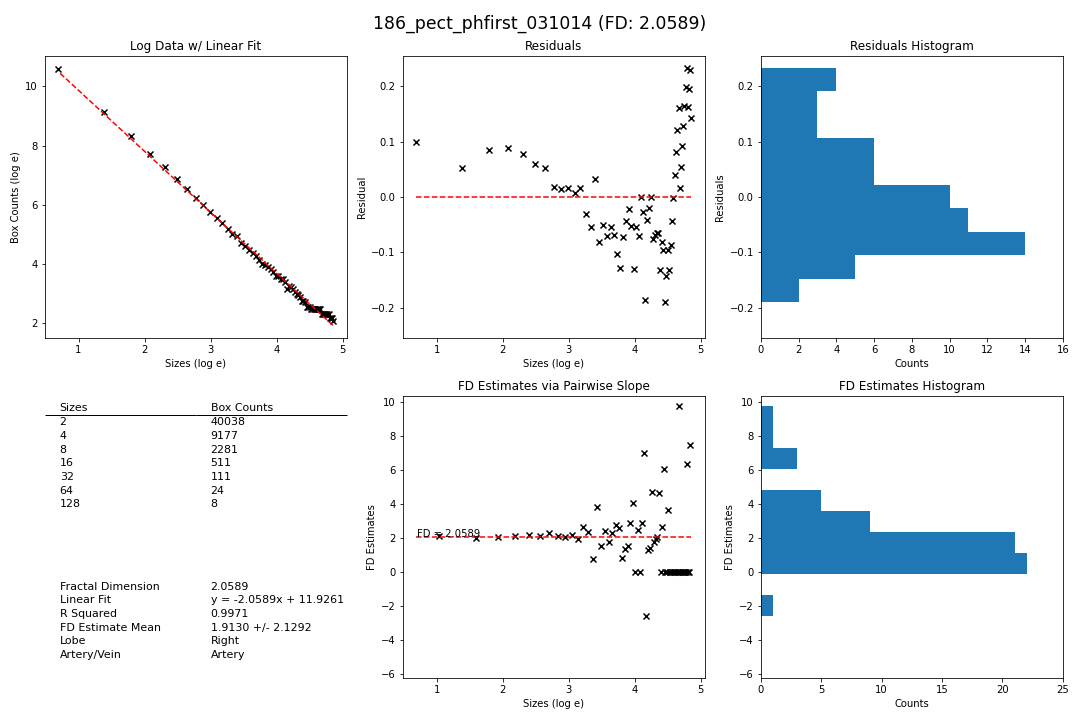 186_pect_phfirst_031014 (FD: 2.0589)
Log Data w/ Linear Fit
Box Counts (log e)
10
8
6
4
2
1 2 3 4 5
Sizes (log e)
Residuals
Residual
0.2
0.1
0.0
−0.1
−0.2
1 2 3 4 5
Sizes (log e)
Residuals Histogram
Residuals
0.2
0.1
0.0
−0.1
−0.2
0 2 4 6 8 10 12 14 16
Counts
Sizes Box Counts
2 40038
4 9177
8 2281
16 511
32 111
64 24
128 8
Fractal Dimension 2.0589
Linear Fit y = -2.0589x + 11.9261
R Squared 0.9971
FD Estimate Mean 1.9130 +/- 2.1292
Lobe Right
Artery/Vein Artery
FD Estimates via Pairwise Slope
FD Estimates
10
8
6
4
2
0
−2
−4
−6
FD = 2.0589
1 2 3 4 5
Sizes (log e)
FD Estimates Histogram
FD Estimates
10
8
6
4
2
0
−2
−4
−6
0 5 10 15 20 25
Counts